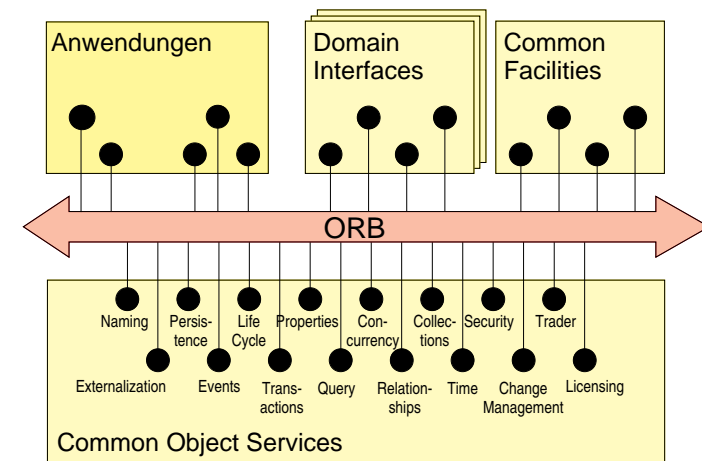 Anwendungen
Domain
Interfaces
Common
Facilities
ORB
Naming
Persis-
tence
Life
Cycle
Properties
Con-
currency
Collec-
tions
Security
Trader
Externalization
Events
Trans-
actions
Query
Relation-
ships
Time
Change
Management
Licensing
Common Object Services